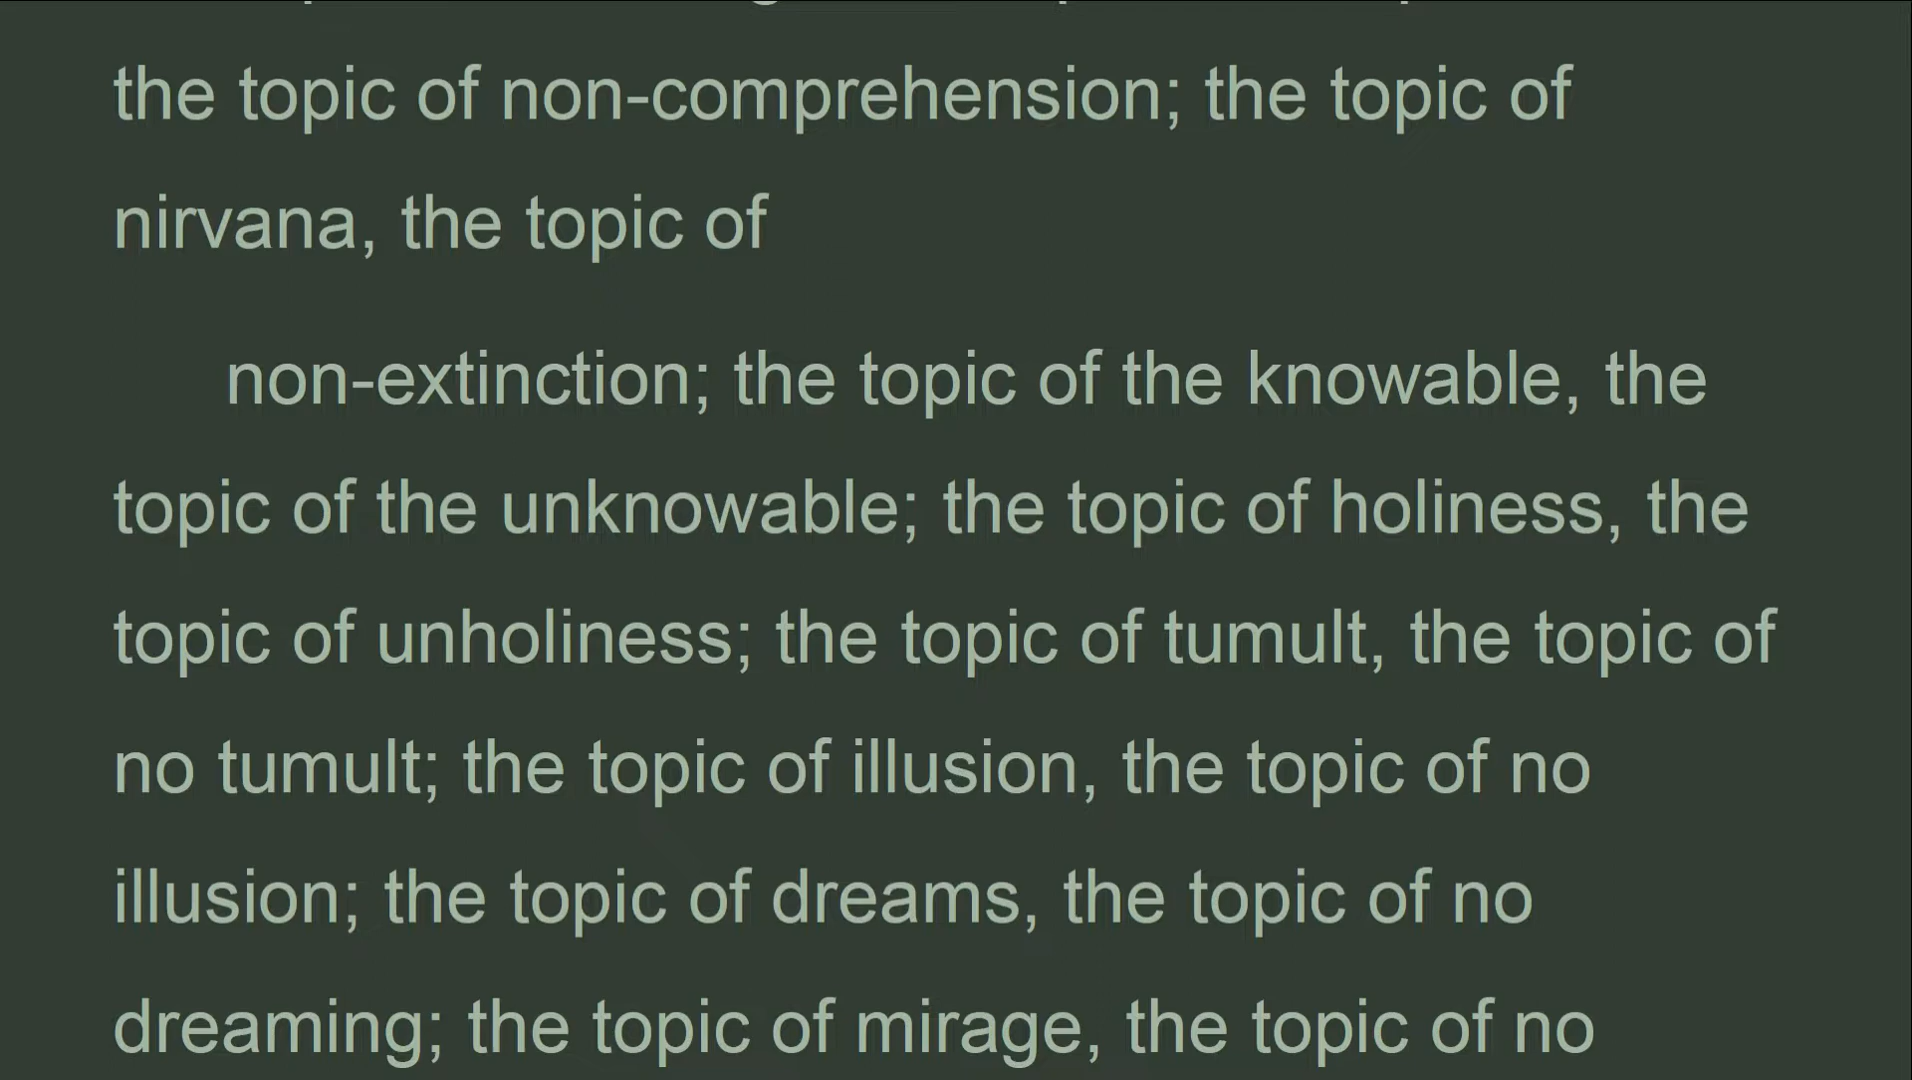 the topic of non-comprehension; the topic of
nirvana, the topic of
non-extinction; the topic of the knowable, the
topic of the unknowable; the topic of holiness, the
topic of unholiness; the topic of tumult, the topic of
no tumult; the topic of illusion, the topic of no
illusion; the topic of dreams, the topic of no
dreaming; the topic of mirage, the topic of no